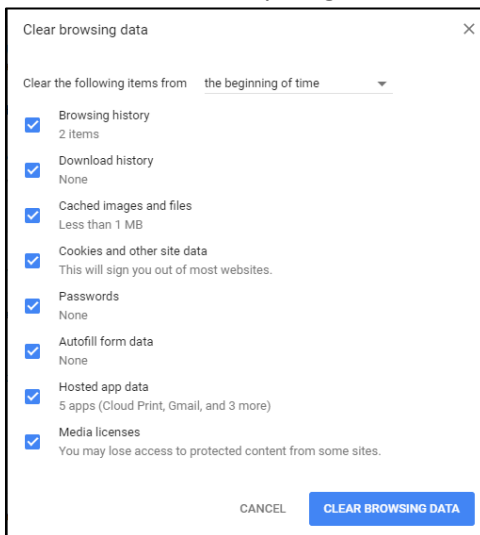 Clear browsing data
Clear the following items from the beginning of time
Browsing history
2 items
Download history
None
Cached images and files
Less than 1 MB
Cookies and other site data
This will sign you out of most websites.
Passwords
None
Autofill form data
None
Hosted app data
5 apps (Cloud Print, Gmail, and 3 more)
Media licenses
You may lose access to protected content from some sites.
CANCEL CLEAR BROWSING DATA